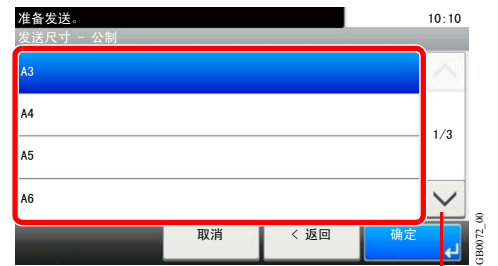 准备发送。
10:10
发送尺寸 - 公制
A3
A4
1/3
A5
A6
取消
< 返回
确定
GB0072_00